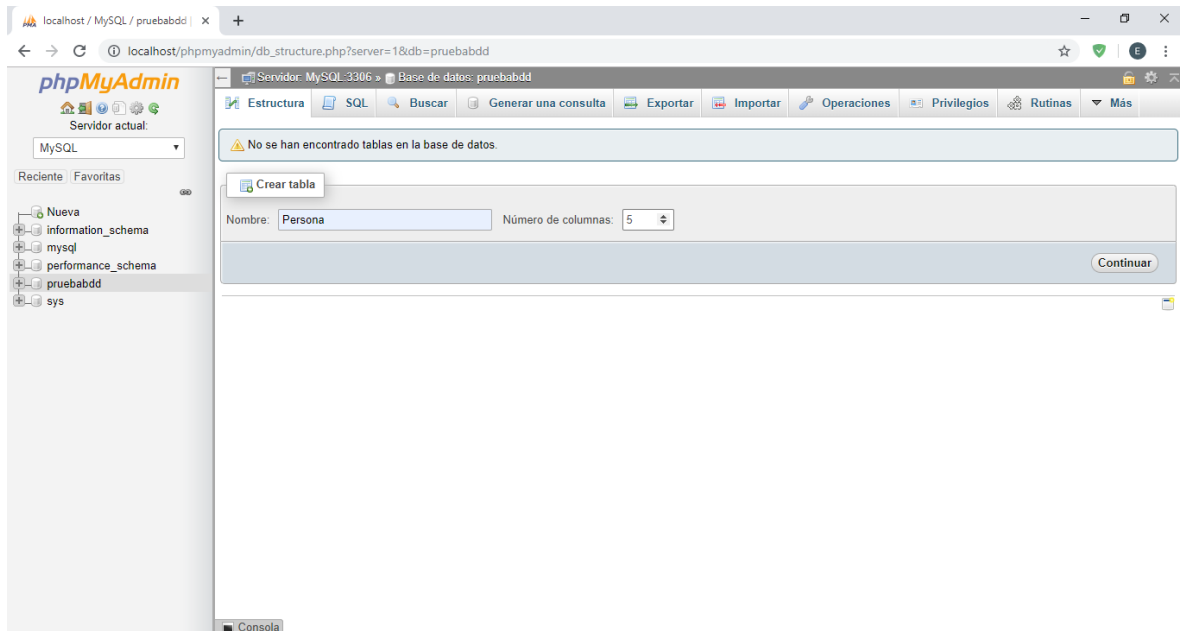 localhost / MySQL / pruebabdd |
localhost/phpmyadmin/db_structure.php?server=1&db=pruebabdd
E
phpMyAdmin
Servidor actual:
MySQL
Reciente Favoritas
Nueva
information_schema
mysql
performance_schema
pruebabdd
sys
Servidor: MySQL:3306 » Base de datos: pruebabdd
Estructura SQL Buscar Generar una consulta Exportar Importar Operaciones Privilegios Rutinas Más
No se han encontrado tablas en la base de datos.
Crear tabla
Nombre: Persona Número de columnas: 5
Continuar
Consola